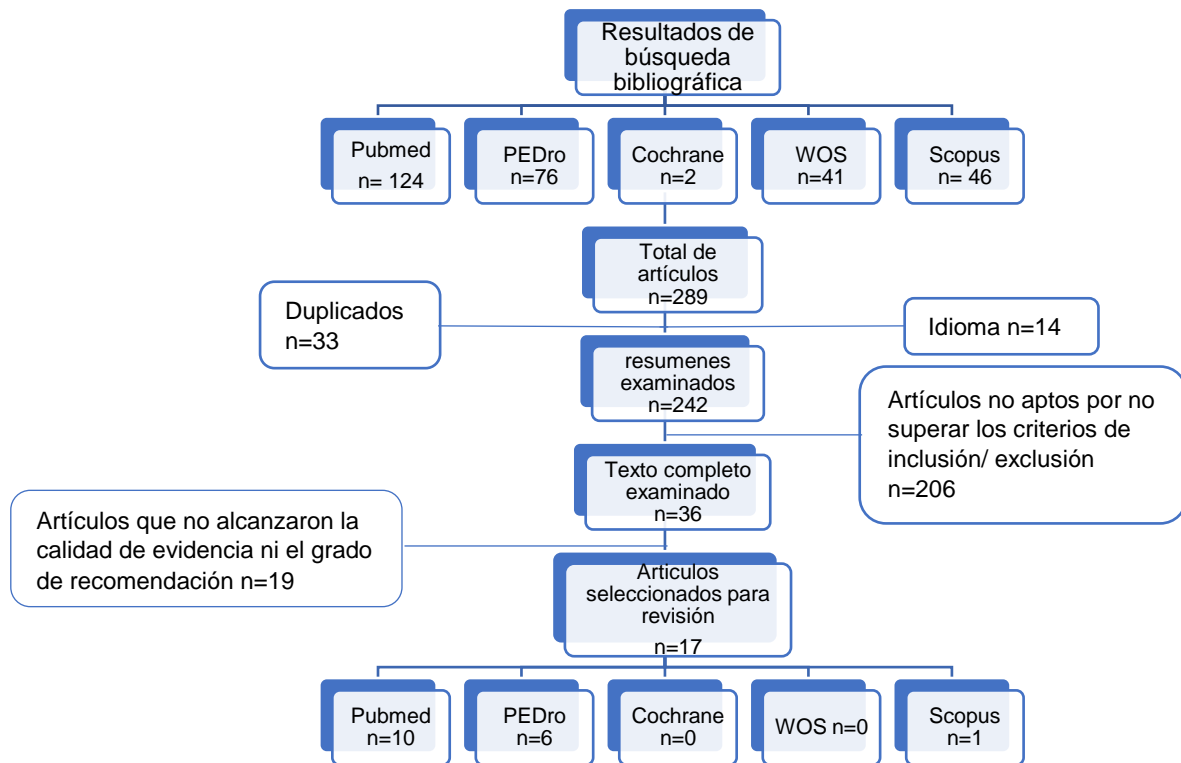 Resultados de
búsqueda
bibliográfica
Pubmed
n= 124
PEDro
n=76
Cochrane
n=2
WOS
n=41
Scopus
n= 46
Total de
artículos
n=289
Duplicados
n=33
Idioma n=14
resumenes
examinados
n=242
Artículos no aptos por no
superar los criterios de
inclusión/ exclusión
n=206
Texto completo
examinado
n=36
Artículos que no alcanzaron la
calidad de evidencia ni el grado
de recomendación n=19
Articulos
seleccionados para
revisión
n=17
Pubmed
n=10
PEDro
n=6
Cochrane
n=0
WOS n=0
Scopus
n=1